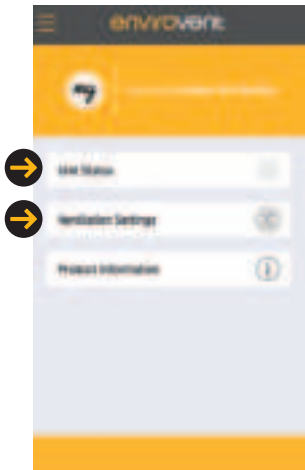 envirovent
Unit Status
Ventilation Settings
Product Information